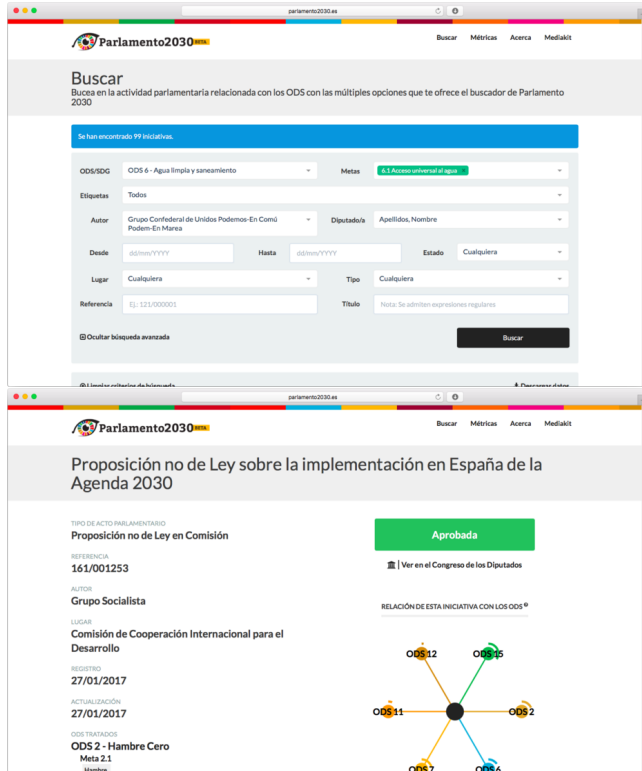 parlamento2030.es
Parlamento2030 BETA
Buscar Métricas Acerca Mediakit
Buscar
Bucea en la actividad parlamentaria relacionada con los ODS con las múltiples opciones que te ofrece el buscador de Parlamento
2030
Se han encontrado 99 iniciativas.
ODS/SDG ODS 6 - Agua limpia y saneamiento Metas 6.1 Acceso universal al agua ×
Etiquetas Todos
Autor Grupo Confederal de Unidos Podemos-En Comú
Podem-En Marea
Diputado/a Apellidos, Nombre
Desde dd/mm/YYYY Hasta dd/mm/YYYY Estado Cualquiera
Lugar Cualquiera Tipo Cualquiera
Referencia Ej.: 121/000001 Título Nota: Se admiten expresiones regulares
Ocultar búsqueda avanzada Buscar
Limpiar criterios de búsqueda Descargar datos
parlamento2030.es
Parlamento2030 BETA
Buscar Métricas Acerca Mediakit
Proposición no de Ley sobre la implementación en España de la
Agenda 2030
TIPO DE ACTO PARLAMENTARIO
Proposición no de Ley en Comisión
REFERENCIA
161/001253
AUTOR
Grupo Socialista
LUGAR
Comisión de Cooperación Internacional para el
Desarrollo
REGISTRO
27/01/2017
ACTUALIZACIÓN
27/01/2017
ODS TRATADOS
ODS 2 - Hambre Cero
Meta 2.1
Hambre
Aprobada
Ver en el Congreso de los Diputados
RELACIÓN DE ESTA INICIATIVA CON LOS ODS
ODS 12 ODS 15
ODS 11 ODS 2
ODS 7 ODS 6